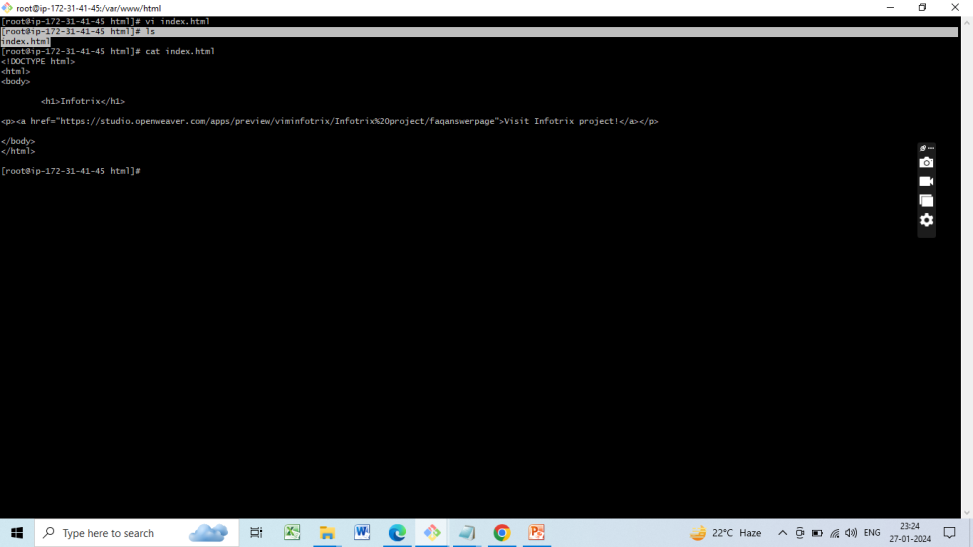 root@ip-172-31-41-45:/var/www/html
[root@ip-172-31-41-45 html]# vi index.html
[root@ip-172-31-41-45 html]# ls
index.html
[root@ip-172-31-41-45 html]# cat index.html
<!DOCTYPE html>
<html>
<body>
<h1>Infotrix</h1>
<p><a href="https://studio.openweaver.com/apps/preview/viminfotrix/Infotrix%20project/faqanswerpage">Visit Infotrix project!</a></p>
</body>
</html>
[root@ip-172-31-41-45 html]#
Type here to search
22°C Haze
ENG
23:24
27-01-2024